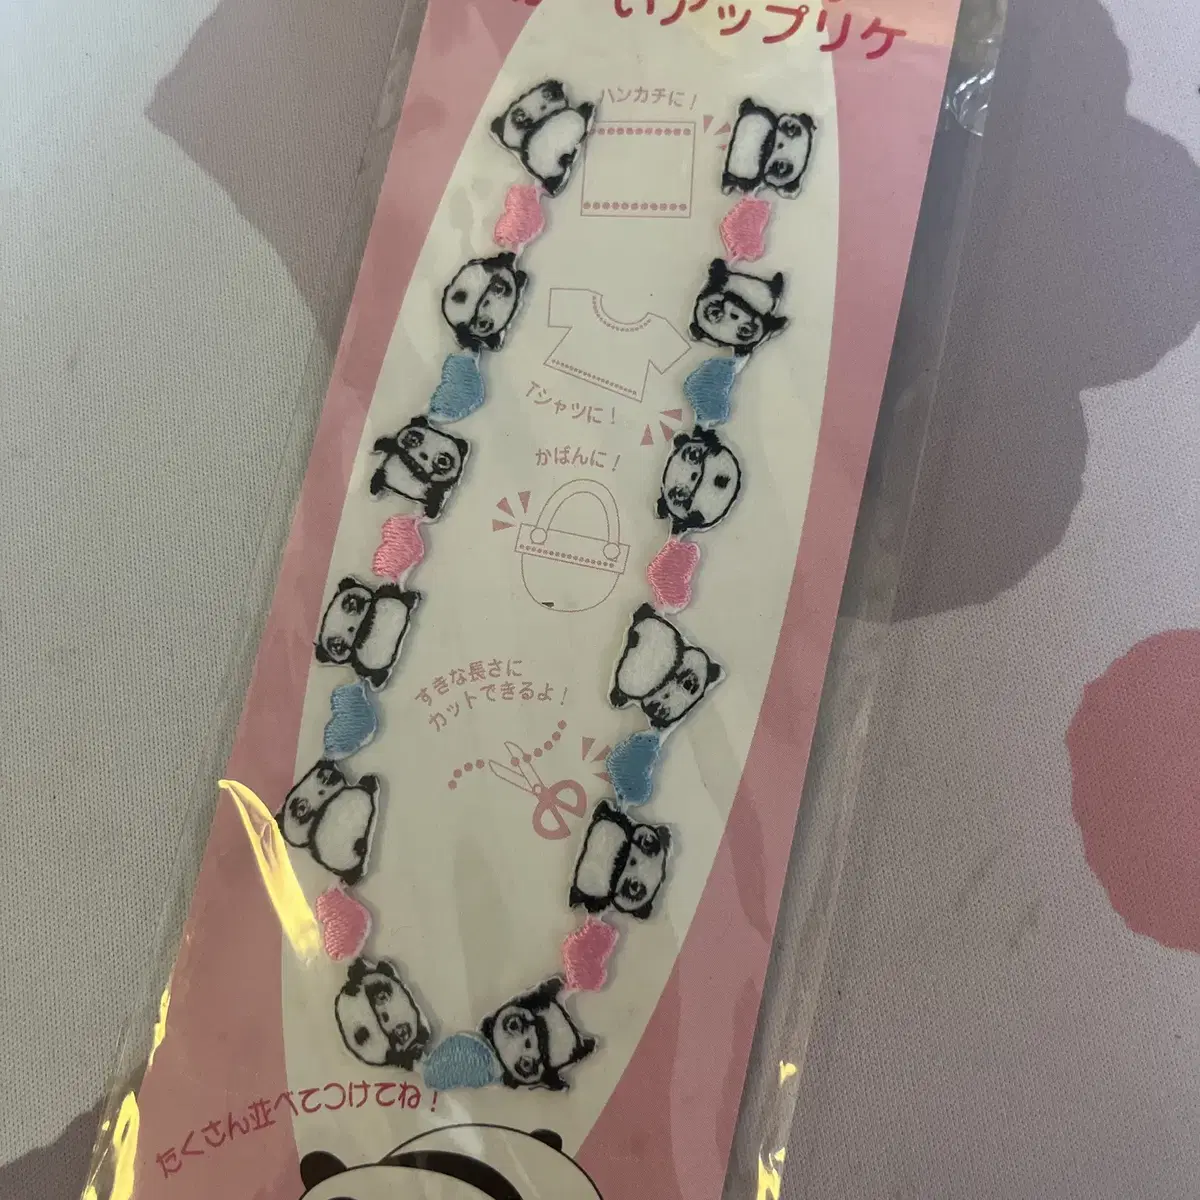 いアップリケ
ハンカチに！
Tシャツに！
かばんに！
すきな長さに
カットできるよ！
たくさん並べてつけてね！